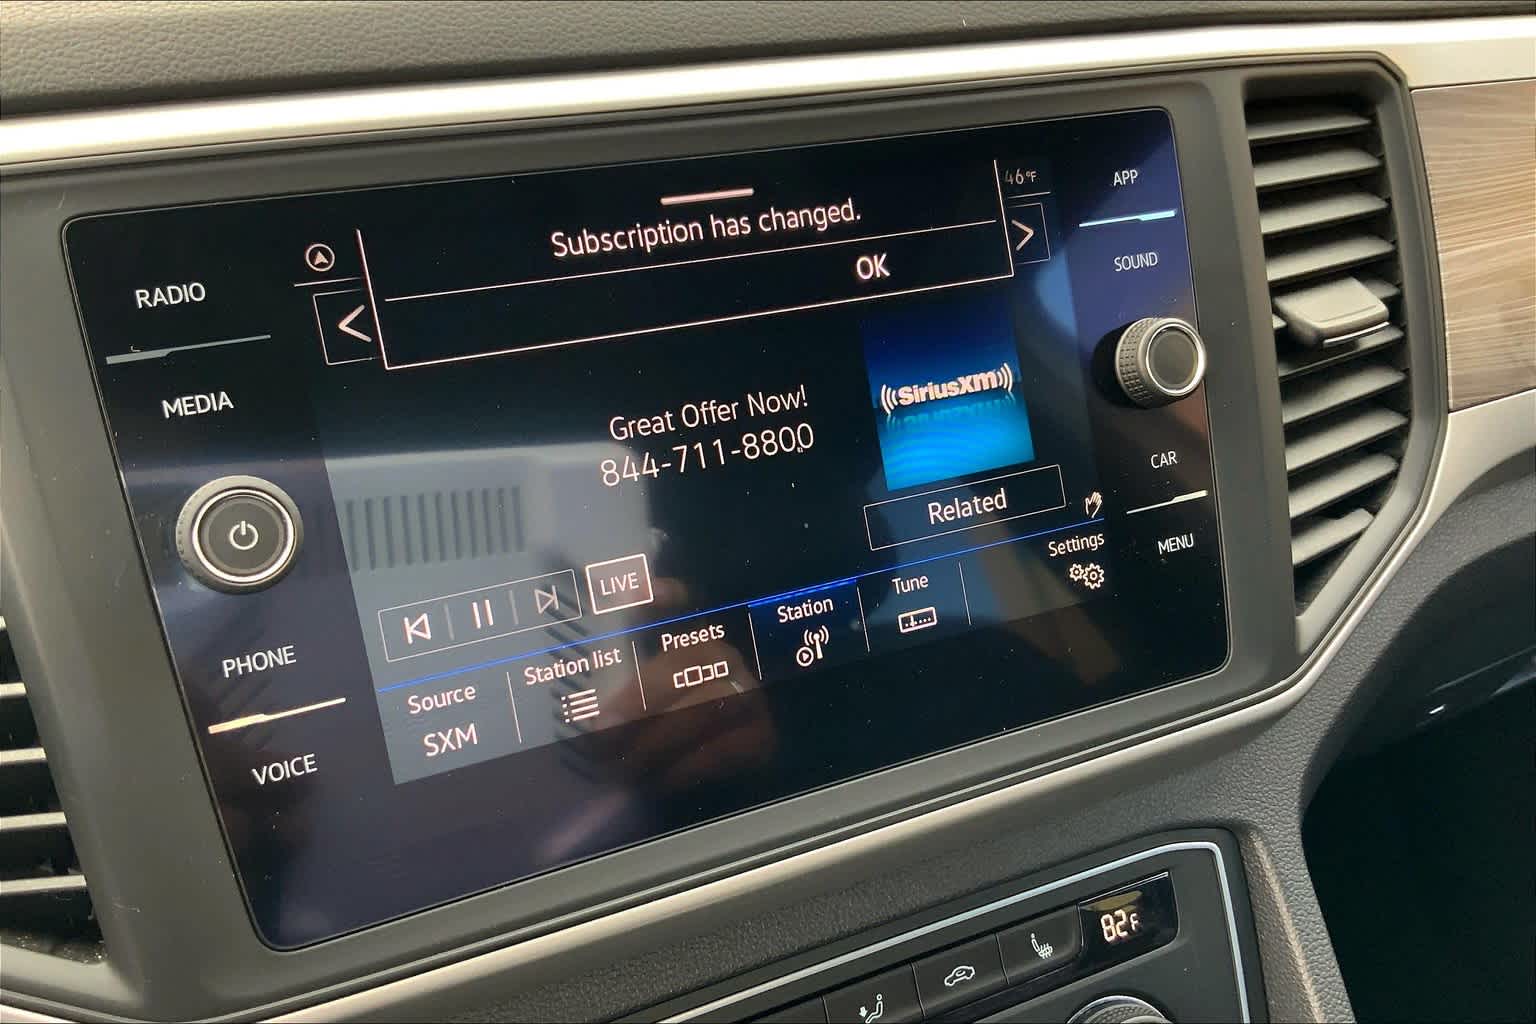 Subscription has changed.
OK
46°F
APP
SOUND
RADIO
MEDIA
Great Offer Now!
844-711-8800
((SiriusXm))
Related
CAR
MENU
LIVE
Settings
Tune
Station
Presets
Station list
Source
SXM
PHONE
VOICE
82F